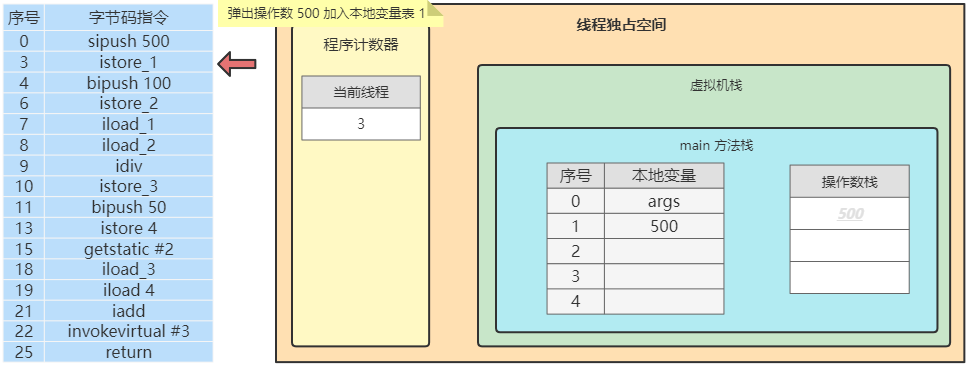 序号 字节码指令
0 sipush 500
3 istore_1
4 bipush 100
6 istore_2
7 iload_1
8 iload_2
9 idiv
10 istore_3
11 bipush 50
13 istore 4
15 getstatic #2
18 iload_3
19 iload 4
21 iadd
22 invokevirtual #3
25 return
弹出操作数 500 加入本地变量表 1
线程独占空间
程序计数器
当前线程
3
虚拟机栈
main 方法栈
序号 本地变量
0 args
1 500
2
3
4
操作数栈
500